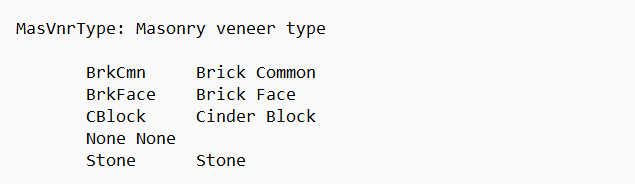 MasVnrType: Masonry veneer type
BrkCmn Brick Common
BrkFace Brick Face
CBlock Cinder Block
None None
Stone Stone